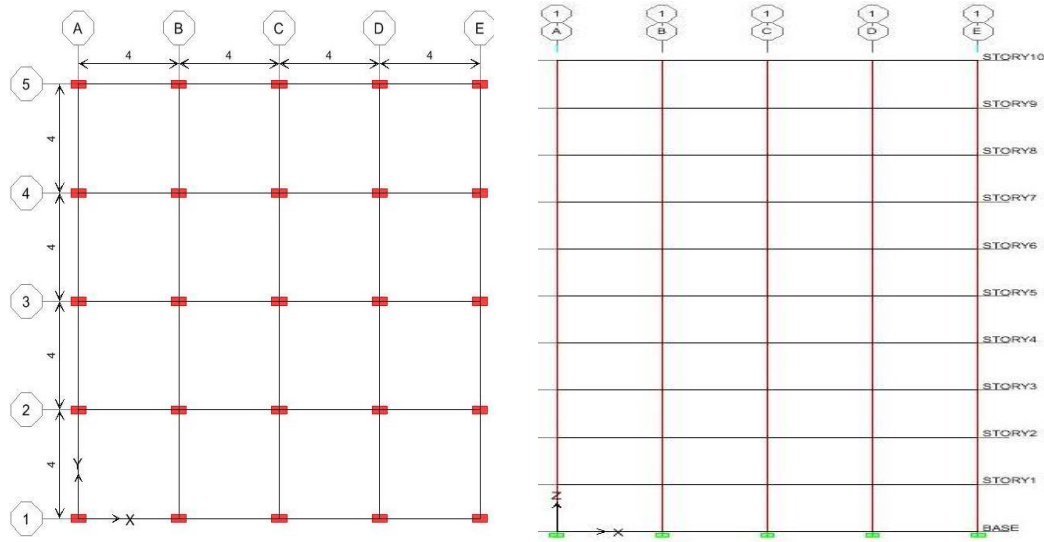 A B C D E
4 4 4 4
5
4
4
4
3
4
2
4
Y
1
X
1 1 1 1 1
A B C D E
STORY10
STORY9
STORY8
STORY7
STORY6
STORY5
STORY4
STORY3
STORY2
STORY1
Z
X
BASE